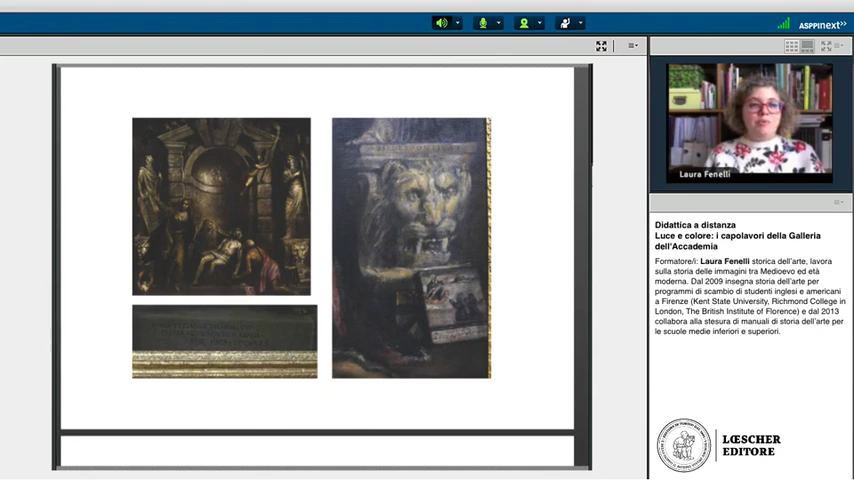 ASPPInext>>
Laura Fenelli
Didattica a distanza
Luce e colore: i capolavori della Galleria
dell'Accademia
Formatore/i: Laura Fenelli storica dell'arte, lavora
sulla storia delle immagini tra Medioevo ed età
moderna. Dal 2009 insegna storia dell'arte per
programmi di scambio di studenti inglesi e americani
a Firenze (Kent State University, Richmond College in
London, The British Institute of Florence) e dal 2013
collabora alla stesura di manuali di storia dell'arte per
le scuole medie inferiori e superiori.
LŒSCHER
EDITORE